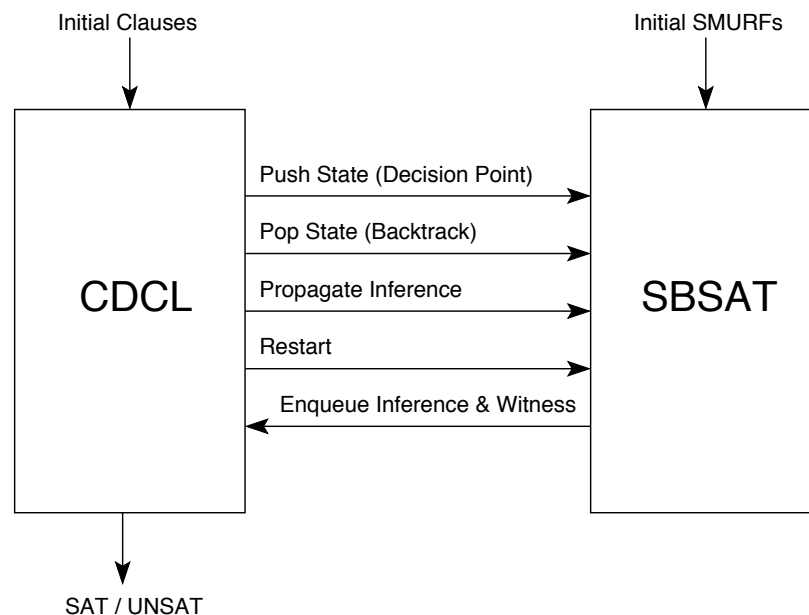 Initial Clauses
Initial SMURFs
Push State (Decision Point)
Pop State (Backtrack)
CDCL
Propagate Inference
SBSAT
Restart
Enqueue Inference & Witness
SAT / UNSAT